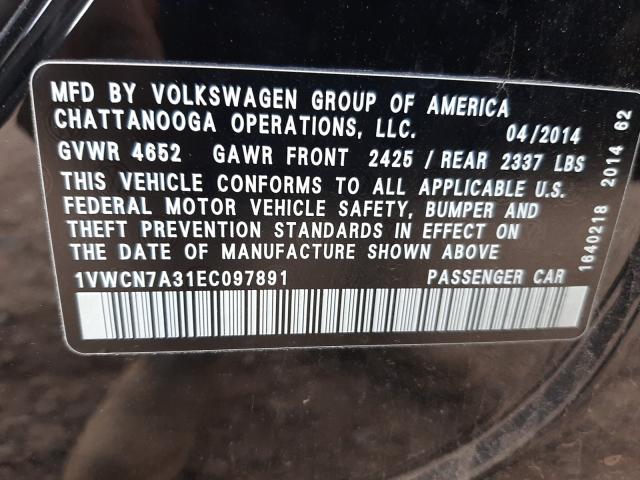 MFD BY VOLKSWAGEN GROUP OF AMERICA
CHATTANOOGA OPERATIONS, LLC. 04/2014
GVWR 4652 GAWR FRONT 2425 / REAR 2337 LBS
THIS VEHICLE CONFORMS TO ALL APPLICABLE U.S.
FEDERAL MOTOR VEHICLE SAFETY, BUMPER AND
THEFT PREVENTION STANDARDS IN EFFECT ON
THE DATE OF MANUFACTURE SHOWN ABOVE
1VWCN7A31EC097891 PASSENGER CAR
1640218 2014 62